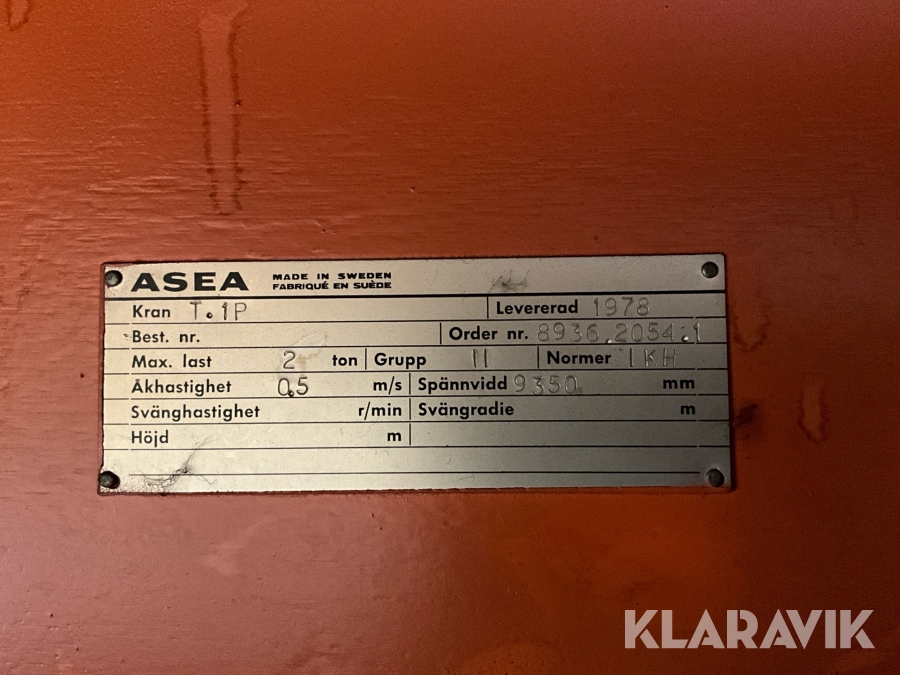 ASEA MADE IN SWEDEN
FABRIQUÉ EN SUÈDE
Kran T.1P Levererad 1978
Best. nr. Order nr. 8936.2054:1
Max. last 2 ton Grupp II Normer IKH
Åkhastighet 0.5 m/s Spännvidd 9350 mm
Svänghastighet r/min Svängradie m
Höjd m
KLARAVIK